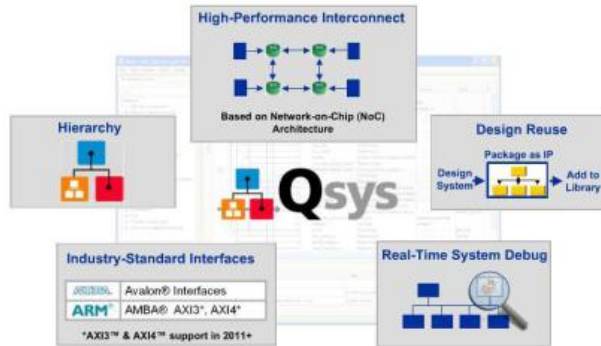 High-Performance Interconnect
Based on Network-on-Chip (NoC)
Architecture
Hierarchy
Design Reuse
Package as IP
Design
System
Add to
Library
Qsys
Industry-Standard Interfaces
Avalon® Interfaces
ARM® AMBA® AXI3*, AXI4*
*AXI3™ & AXI4™ support in 2011+
Real-Time System Debug